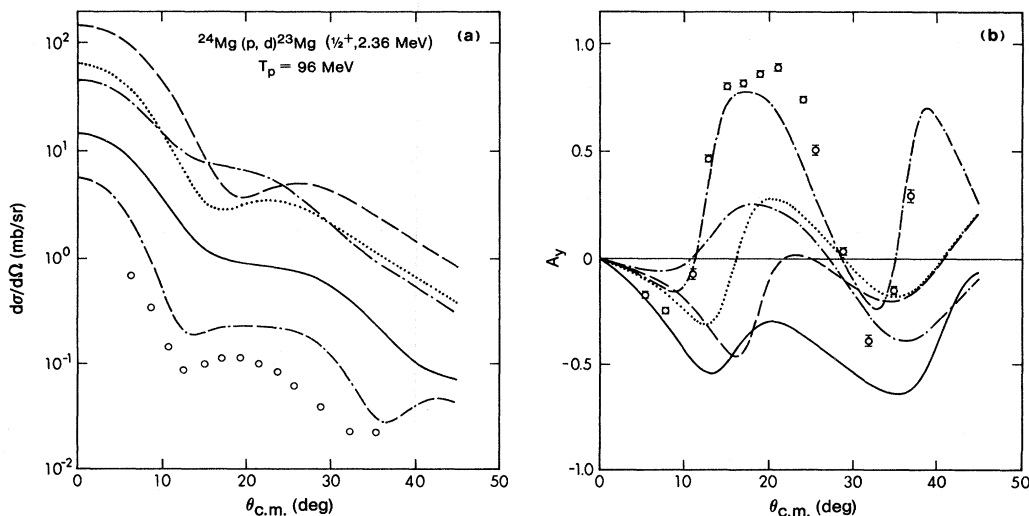 (a)
²⁴Mg (p, d)²³Mg (½⁺, 2.36 MeV)
Tₚ = 96 MeV
dσ/dΩ (mb/sr)
10²
10¹
10⁰
10⁻¹
10⁻²
0 10 20 30 40 50
θc.m. (deg)
(b)
Aᵧ
1.0
0.5
0
-0.5
-1.0
0 10 20 30 40 50
θc.m. (deg)